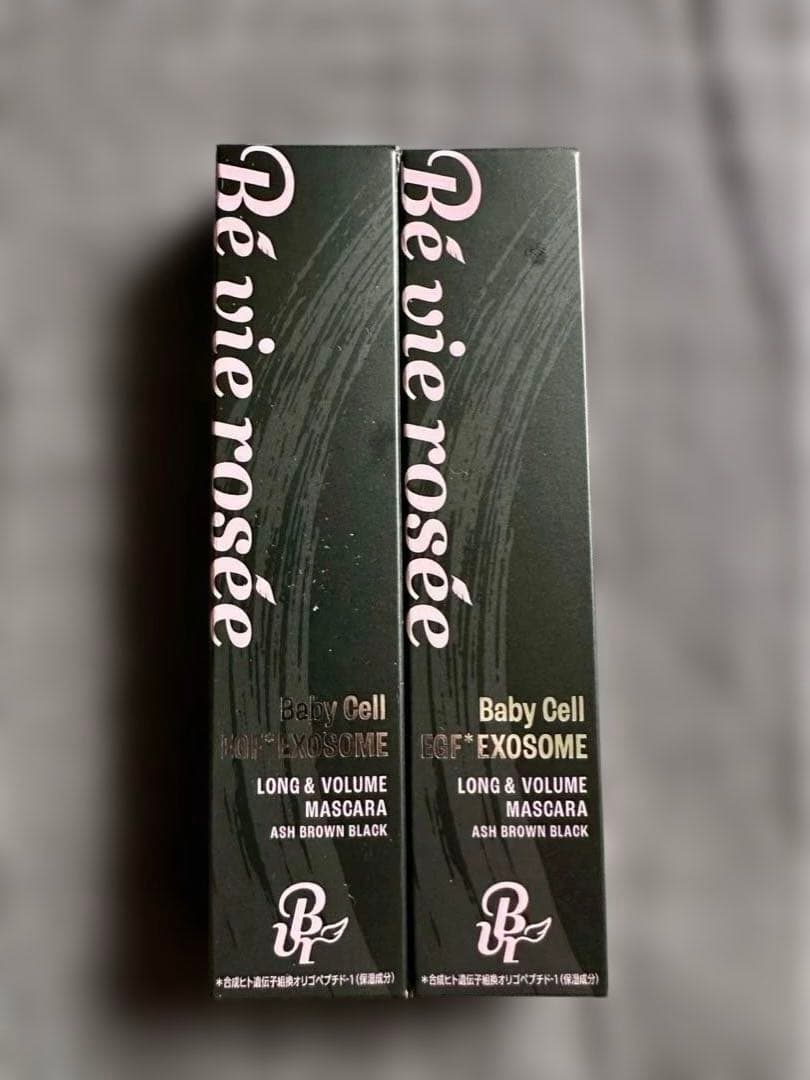 Bé vie rosée
Baby Cell
EGF* EXOSOME
LONG & VOLUME
MASCARA
ASH BROWN BLACK
BVR
*合成ヒト遺伝子組換オリゴペプチド-1(保湿成分)
Bé vie rosée
Baby Cell
EGF* EXOSOME
LONG & VOLUME
MASCARA
ASH BROWN BLACK
BVR
*合成ヒト遺伝子組換オリゴペプチド-1(保湿成分)